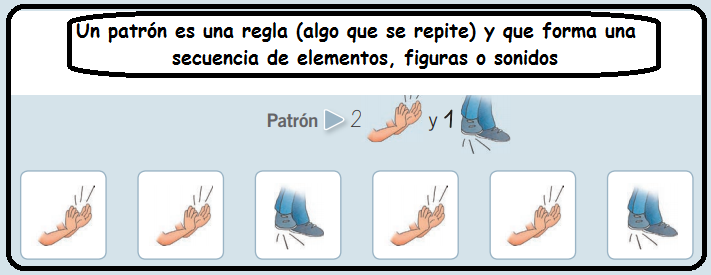 Un patrón es una regla (algo que se repite) y que forma una
secuencia de elementos, figuras o sonidos
Patrón 2 y 1